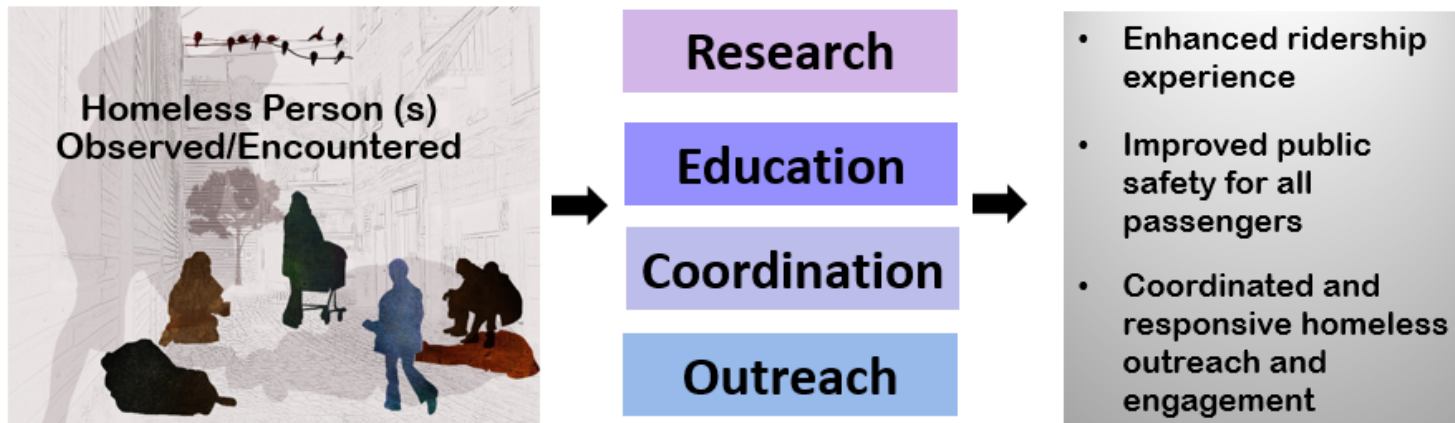 Homeless Person (s)
Observed/Encountered
Research
Education
Coordination
Outreach
• Enhanced ridership
experience
• Improved public
safety for all
passengers
• Coordinated and
responsive homeless
outreach and
engagement